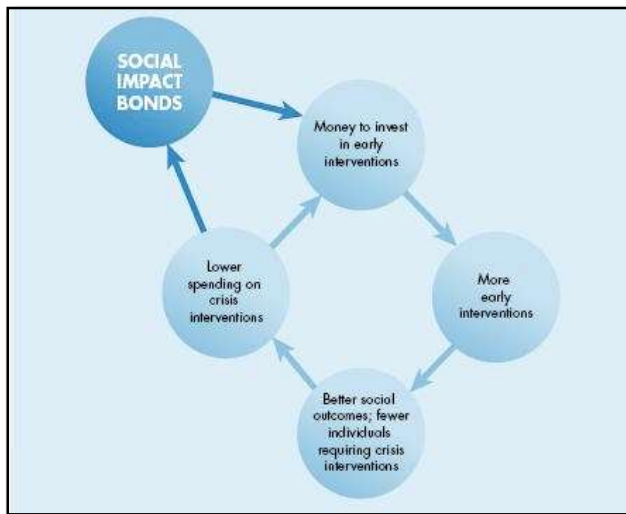 SOCIAL
IMPACT
BONDS
Money to invest
in early
interventions
More
early
interventions
Better social
outcomes; fewer
individuals
requiring crisis
interventions
Lower
spending on
crisis
interventions